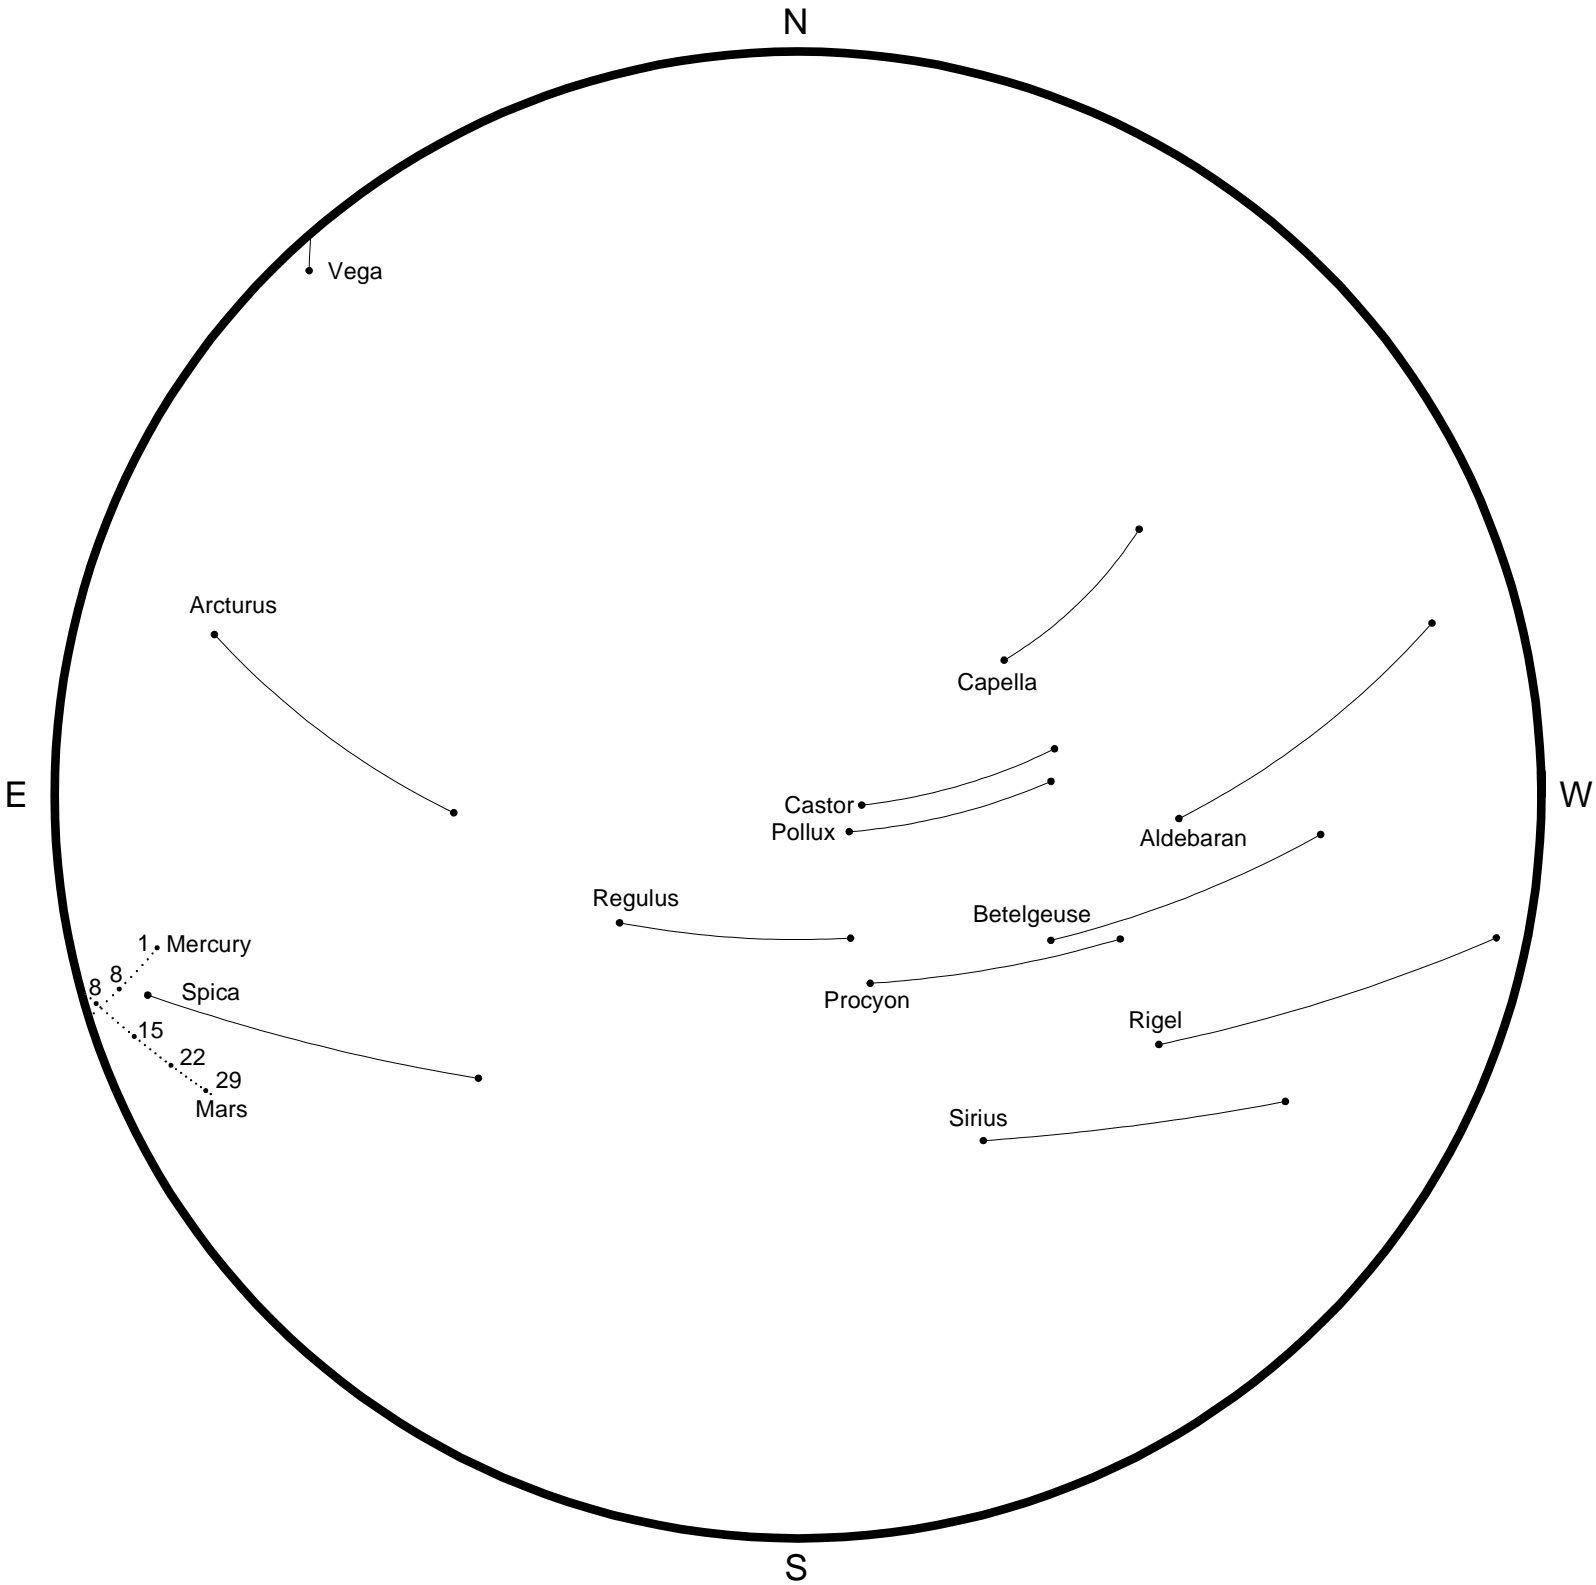 N
Vega
Arcturus
Capella
E
W
Castor
Pollux
Aldebaran
Regulus
Betelgeuse
1 Mercury
8
8
Spica
Procyon
Rigel
15
22
29
Mars
Sirius
S